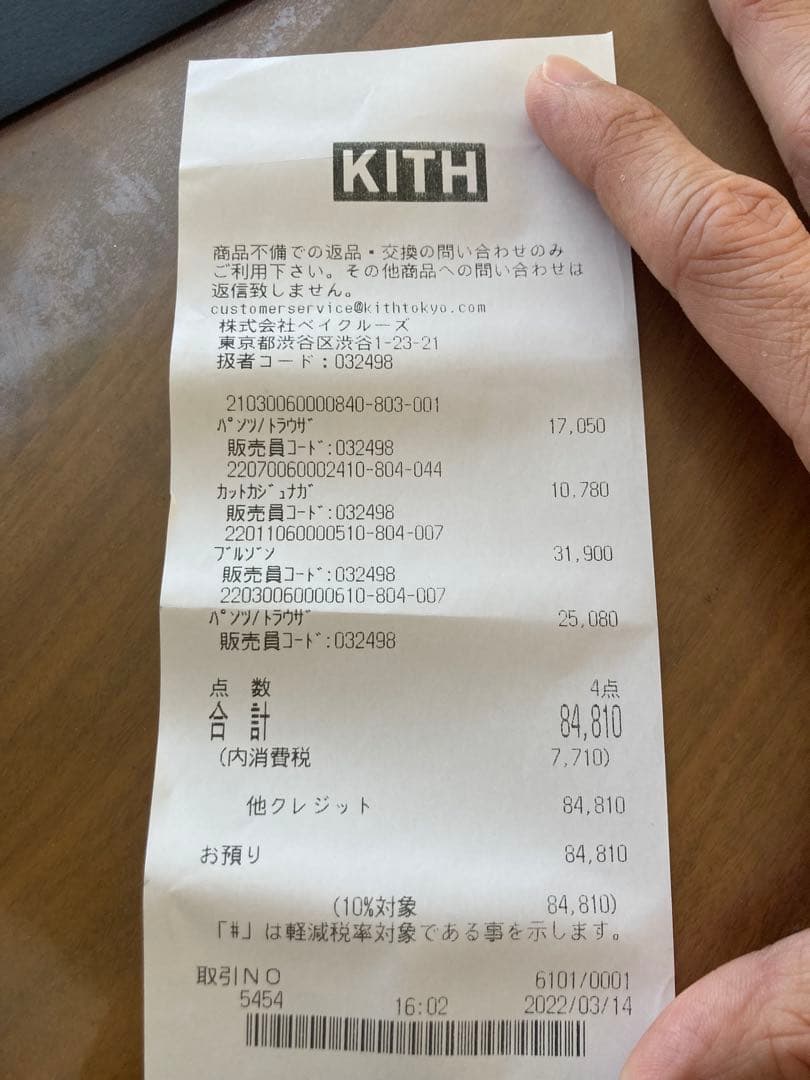 KITH
商品不備での返品・交換の問い合わせのみ
ご利用下さい。その他商品への問い合わせは
返信致しません。
customerservice@kithtokyo.com
株式会社ベイクルーズ
東京都渋谷区渋谷1-23-21
扱者コード：032498
21030060000840-803-001
ﾊﾟﾝﾂ/ﾄﾗｳｻﾞ 17,050
販売員ｺｰﾄﾞ:032498
22070060002410-804-044
ｶｯﾄｶｼﾞｭﾅｶﾞ 10,780
販売員ｺｰﾄﾞ:032498
22011060000510-804-007
ﾌﾞﾙｿﾞﾝ 31,900
販売員ｺｰﾄﾞ:032498
22030060000610-804-007
ﾊﾟﾝﾂ/ﾄﾗｳｻﾞ 25,080
販売員ｺｰﾄﾞ:032498
点 数 4点
合 計 84,810
(内消費税 7,710)
他クレジット 84,810
お預り 84,810
(10%対象 84,810)
「#」は軽減税率対象である事を示します。
取引NO 6101/0001
5454 16:02 2022/03/14